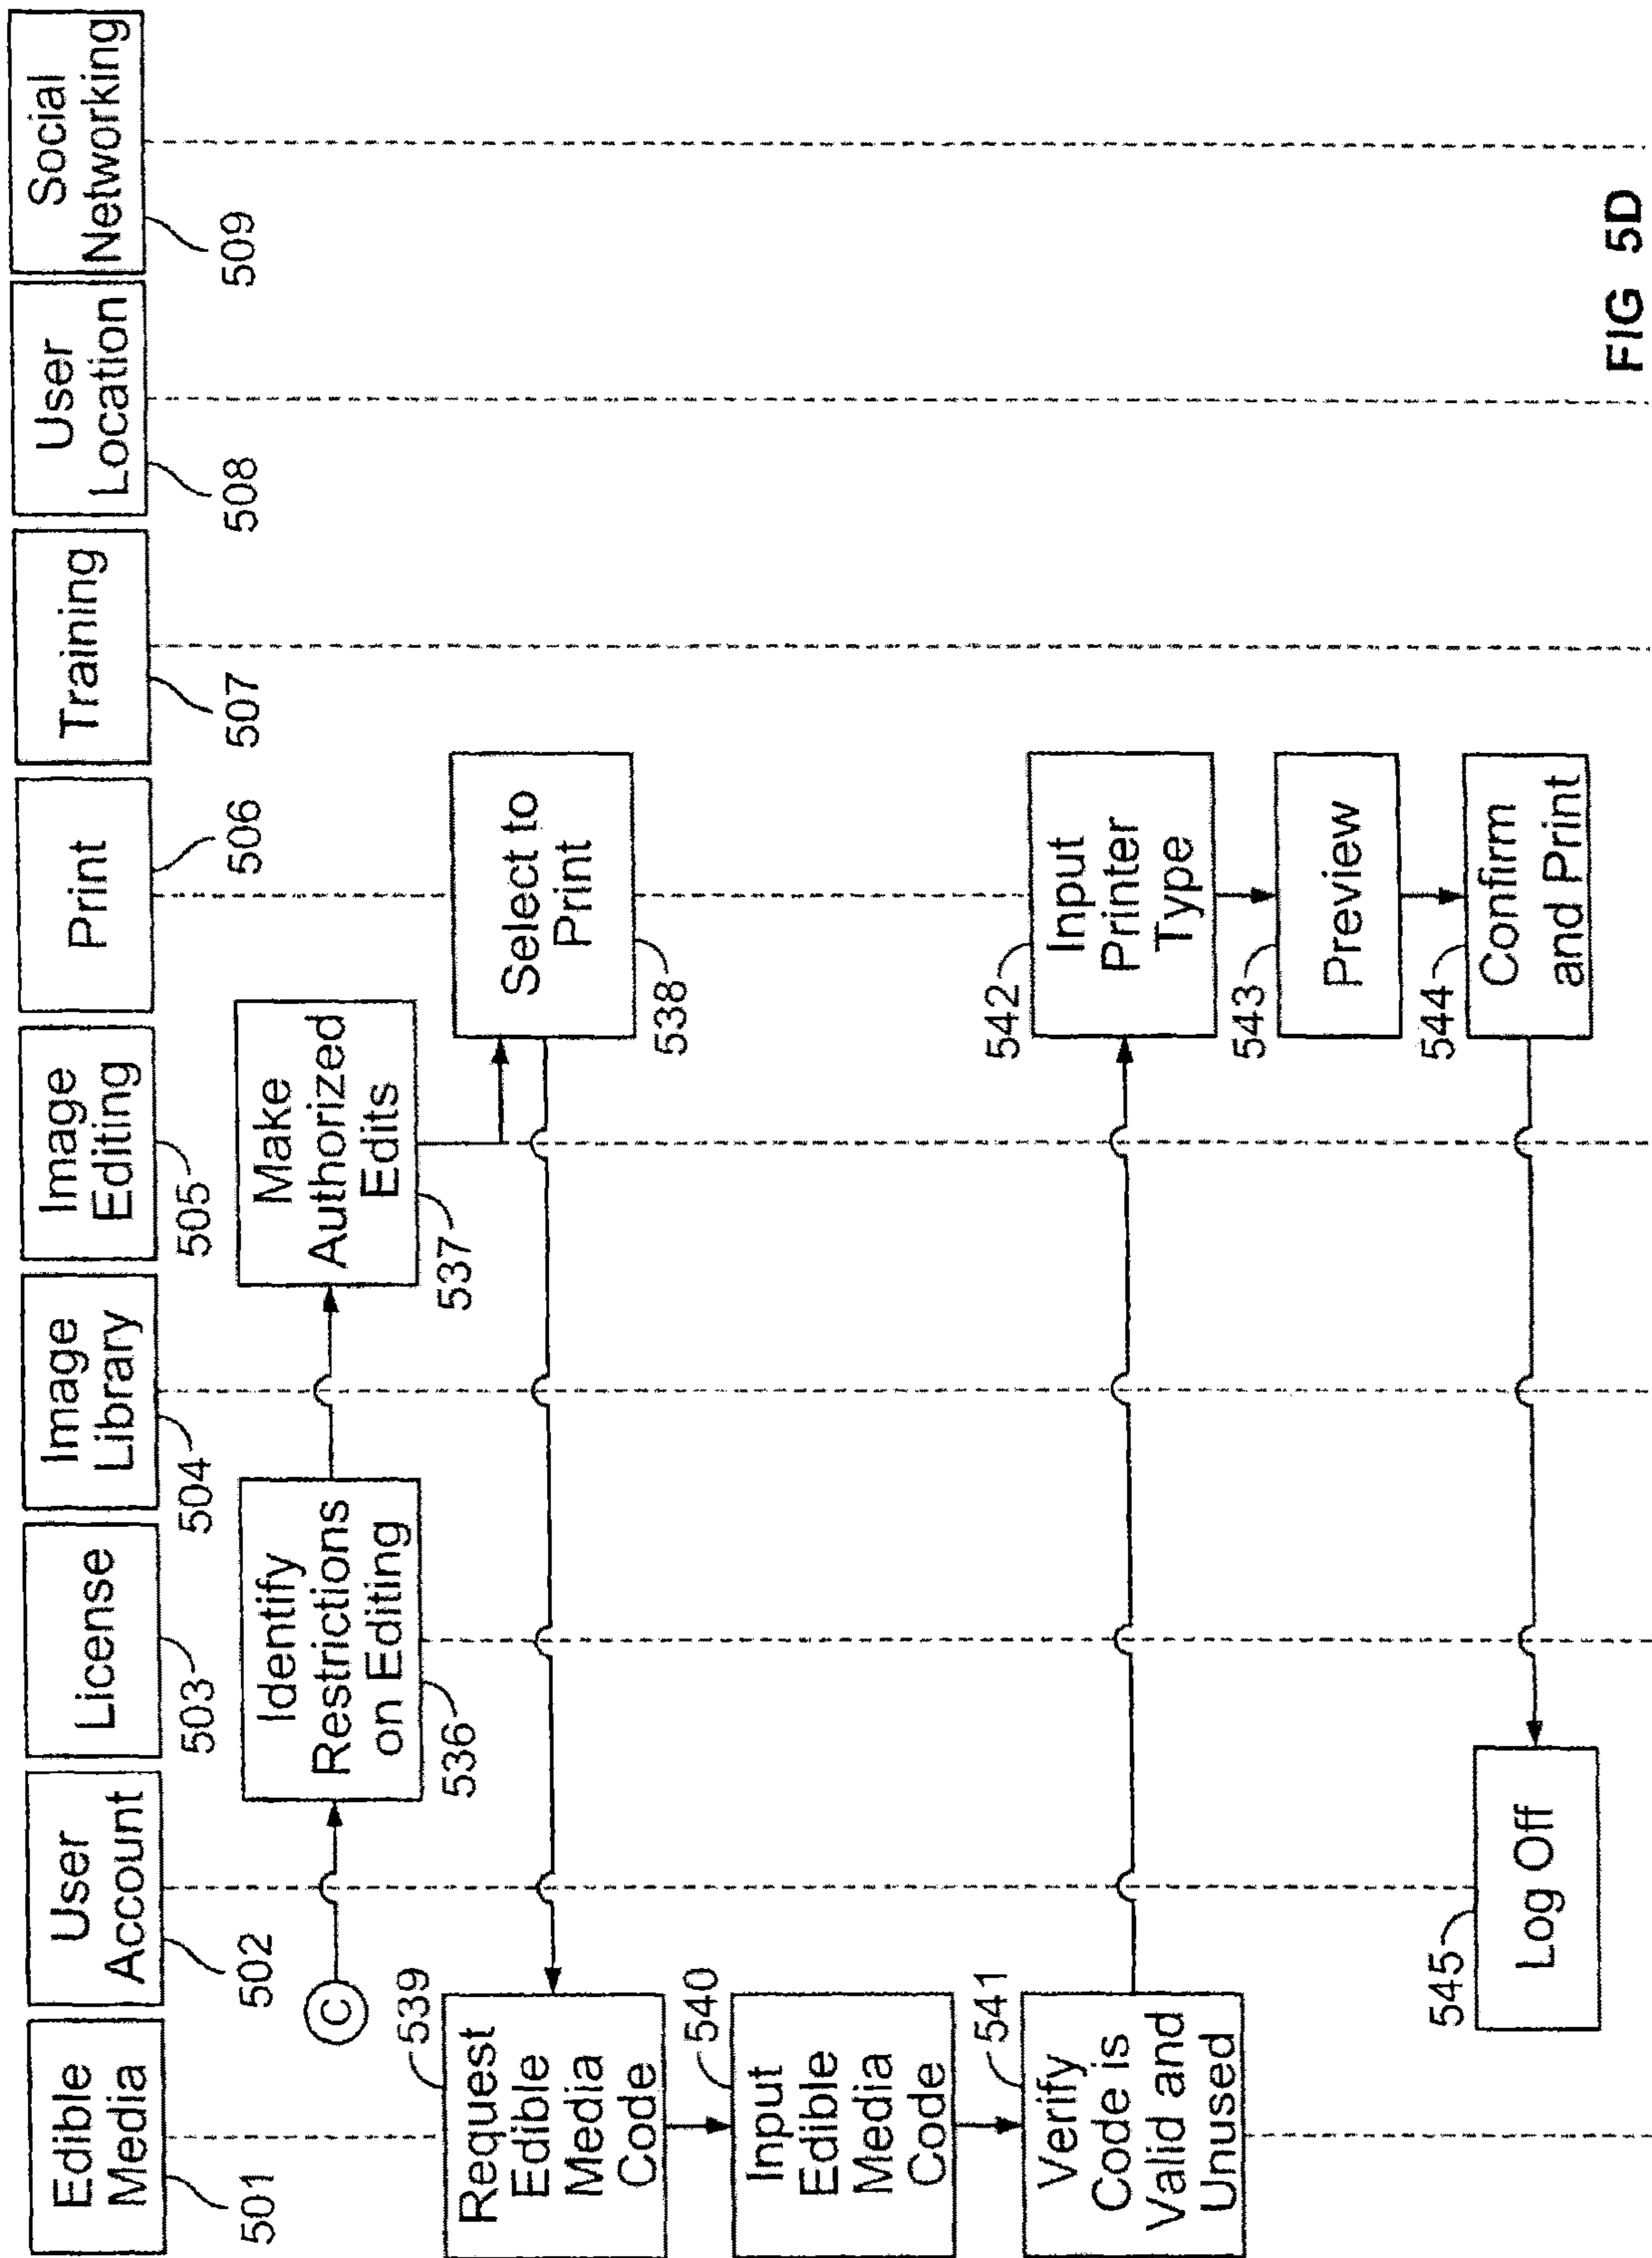 Edible
Media
501
User
Account
502
License
503
Image
Library
504
Image
Editing
505
Print
506
Training
507
User
Location
508
Social
Networking
509
C
Identify
Restrictions
on Editing
536
Make
Authorized
Edits
537
Select to
Print
538
Request
Edible
Media
Code
539
Input
Edible
Media
Code
540
Verify
Code is
Valid and
Unused
541
Input
Printer
Type
542
Preview
543
Confirm
and Print
544
Log Off
545
FIG 5D